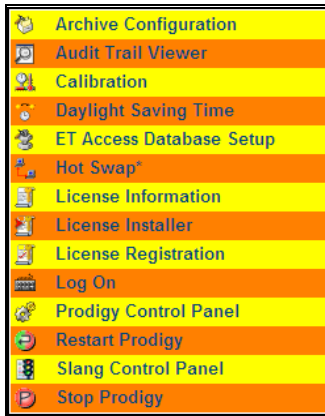 Archive Configuration
Audit Trail Viewer
Calibration
Daylight Saving Time
ET Access Database Setup
Hot Swap*
License Information
License Installer
License Registration
Log On
Prodigy Control Panel
Restart Prodigy
Slang Control Panel
Stop Prodigy